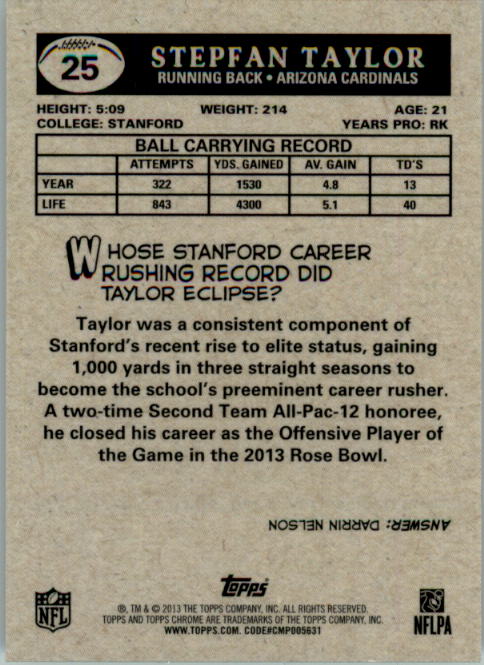 25
STEPFAN TAYLOR
RUNNING BACK • ARIZONA CARDINALS
HEIGHT: 5:09 WEIGHT: 214 AGE: 21
COLLEGE: STANFORD YEARS PRO: RK
BALL CARRYING RECORD
ATTEMPTS YDS. GAINED AV. GAIN TD'S
YEAR 322 1530 4.8 13
LIFE 843 4300 5.1 40
WHOSE STANFORD CAREER
RUSHING RECORD DID
TAYLOR ECLIPSE?
Taylor was a consistent component of
Stanford's recent rise to elite status, gaining
1,000 yards in three straight seasons to
become the school's preeminent career rusher.
A two-time Second Team All-Pac-12 honoree,
he closed his career as the Offensive Player of
the Game in the 2013 Rose Bowl.
ANSWER: DARRIN NELSON
NFL
Topps
®, TM & © 2013 THE TOPPS COMPANY, INC. ALL RIGHTS RESERVED.
TOPPS AND TOPPS CHROME ARE TRADEMARKS OF THE TOPPS COMPANY, INC.
WWW.TOPPS.COM. CODE#CMP005631
NFLPA